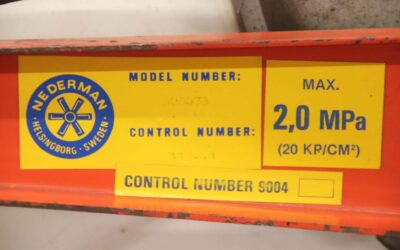 NEDERMAN
HELSINGBORG · SWEDEN
MODEL NUMBER:
CONTROL NUMBER:
MAX.
2,0 MPa
(20 KP/CM²)
CONTROL NUMBER 9004